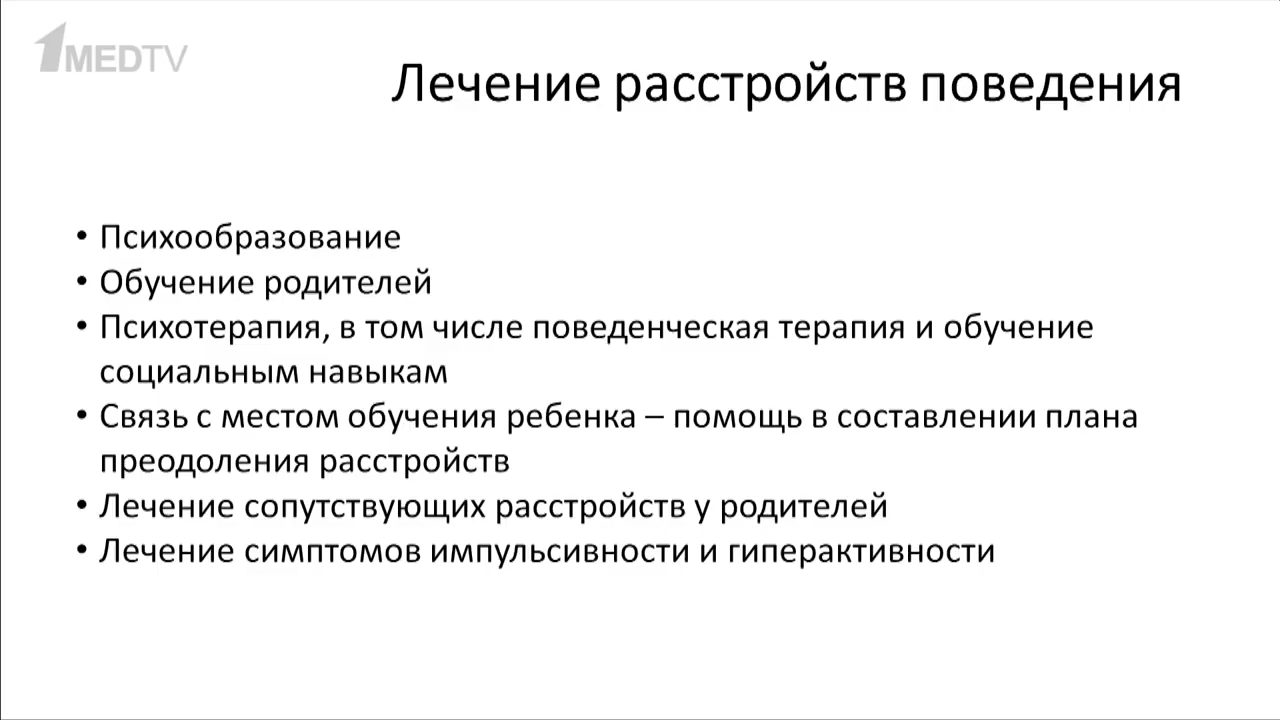 1MEDTV
Лечение расстройств поведения
• Психообразование
• Обучение родителей
• Психотерапия, в том числе поведенческая терапия и обучение
социальным навыкам
• Связь с местом обучения ребенка – помощь в составлении плана
преодоления расстройств
• Лечение сопутствующих расстройств у родителей
• Лечение симптомов импульсивности и гиперактивности